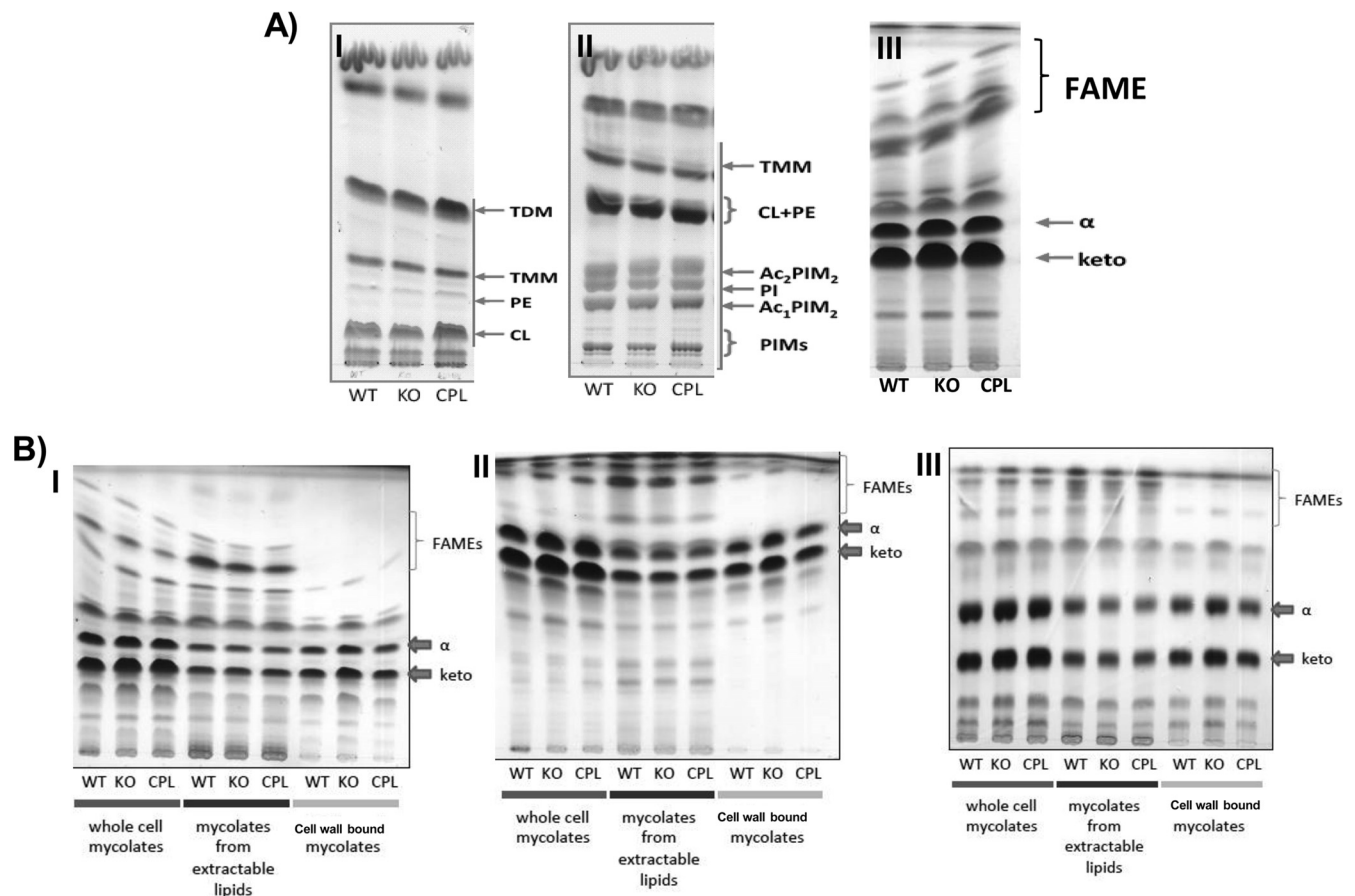 A)
I
TDM
TMM
PE
CL
WT KO CPL
II
TMM
CL+PE
Ac₂PIM₂
PI
Ac₁PIM₂
PIMs
WT KO CPL
III
FAME
α
keto
WT KO CPL
B)
I
FAMEs
α
keto
WT KO CPL WT KO CPL WT KO CPL
whole cell
mycolates
mycolates
from
extractable
lipids
Cell wall bound
mycolates
II
FAMEs
α
keto
WT KO CPL WT KO CPL WT KO CPL
whole cell
mycolates
mycolates
from
extractable
lipids
Cell wall bound
mycolates
III
FAMEs
α
keto
WT KO CPL WT KO CPL WT KO CPL
whole cell
mycolates
mycolates
from
extractable
lipids
Cell wall bound
mycolates